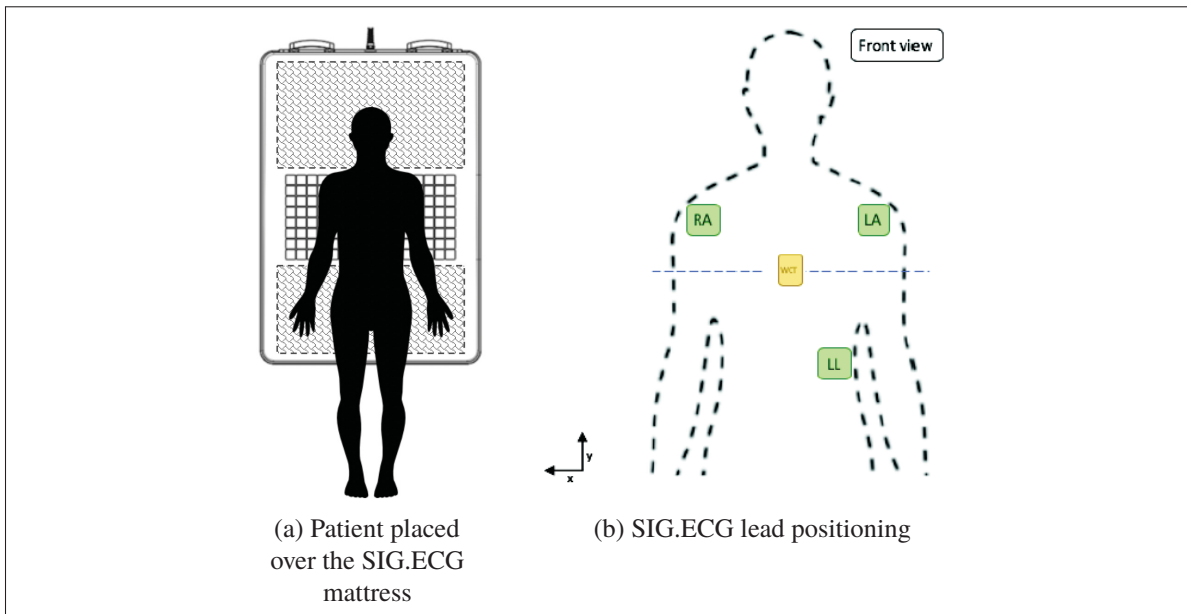 Front view
RA
LA
WCT
LL
y
x
(a) Patient placed
over the SIG.ECG
mattress
(b) SIG.ECG lead positioning